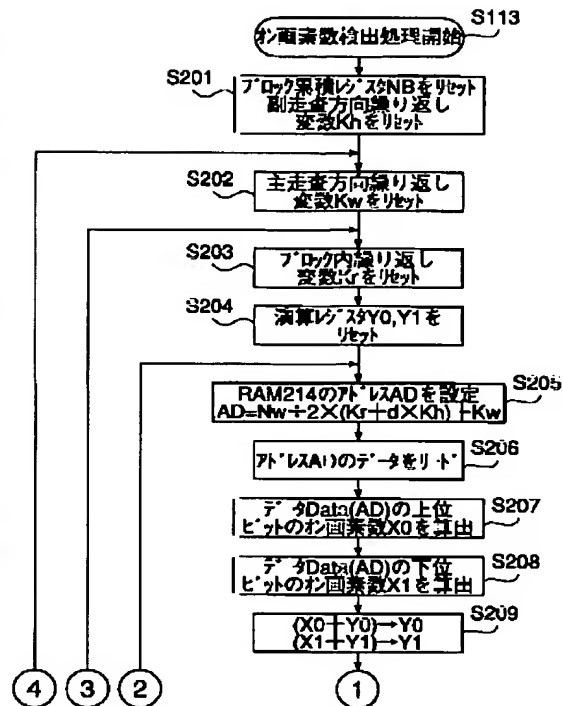 S113
オン画素数検出処理開始
S201
ブロック累積レジスタNBをリセット
副走査方向繰り返し
変数Khをリセット
S202
主走査方向繰り返し
変数Kwをリセット
S203
ブロック内繰り返し
変数Krをリセット
S204
演算レジスタY0,Y1を
リセット
S205
RAM214のアドレスADを設定
AD=Nw÷2×(Kr+d×Kh)+Kw
S206
アドレスADのデータをリード
S207
データData(AD)の上位
ビットのオン画素数X0を算出
S208
データData(AD)の下位
ビットのオン画素数X1を算出
S209
(X0+Y0)→Y0
(X1+Y1)→Y1
4 3 2 1